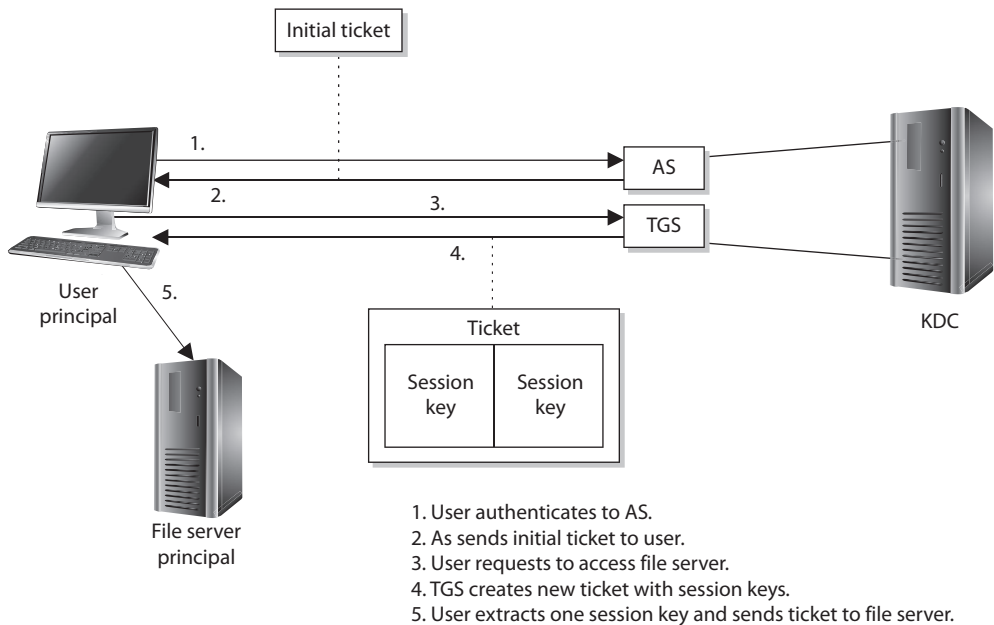 Initial ticket
1.
AS
2.
3.
TGS
4.
User
principal
5.
KDC
Ticket
Session
key
Session
key
File server
principal
1. User authenticates to AS.
2. As sends initial ticket to user.
3. User requests to access file server.
4. TGS creates new ticket with session keys.
5. User extracts one session key and sends ticket to file server.